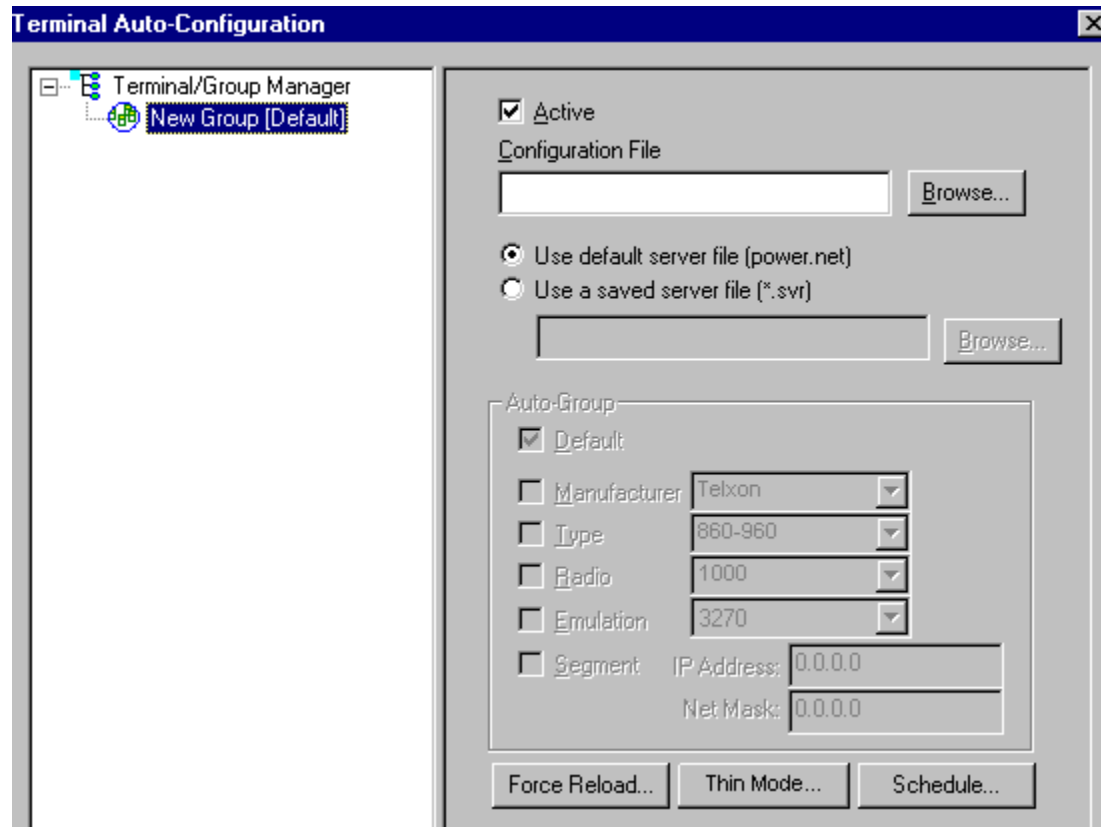 Terminal Auto-Configuration
Terminal/Group Manager
New Group [Default]
Active
Configuration File
Browse...
Use default server file (power.net)
Use a saved server file (*.svr)
Browse...
Auto-Group
Default
Manufacturer Telxon
Type 860-960
Radio 1000
Emulation 3270
Segment IP Address: 0.0.0.0
Net Mask: 0.0.0.0
Force Reload... Thin Mode... Schedule...